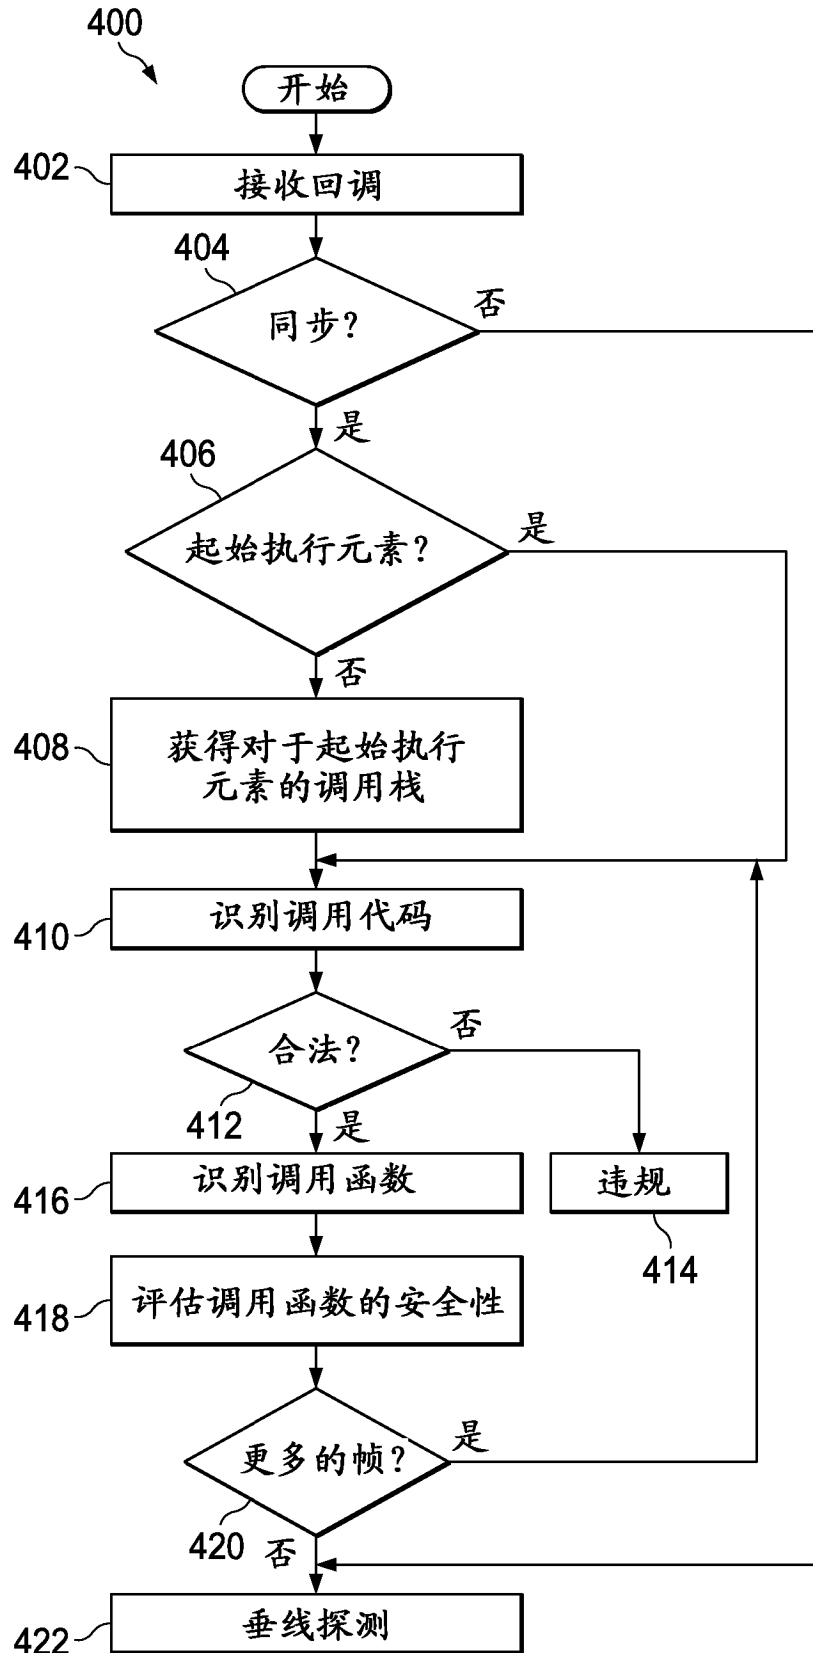 400
开始
402
接收回调
404
同步?
否
是
406
起始执行元素?
是
否
408
获得对于起始执行
元素的调用栈
410
识别调用代码
合法?
否
412
是
416
识别调用函数
违规
414
418
评估调用函数的安全性
更多的帧?
是
420
否
422
垂线探测